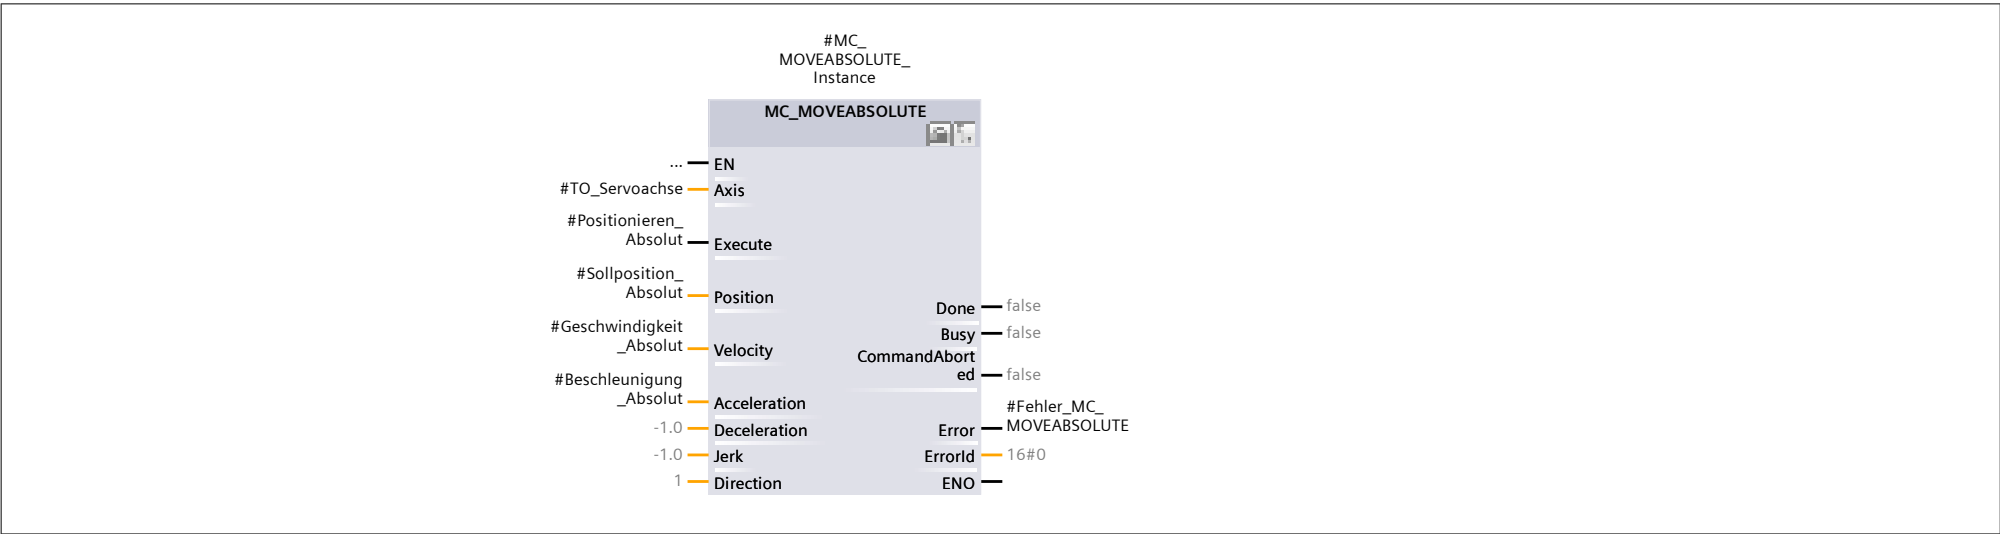 #MC_
MOVEABSOLUTE_
Instance
MC_MOVEABSOLUTE
... EN
#TO_Servoachse Axis
#Positionieren_
Absolut Execute
#Sollposition_
Absolut Position
Done false
#Geschwindigkeit
_Absolut Velocity
Busy false
CommandAbort
ed false
#Beschleunigung
_Absolut Acceleration
#Fehler_MC_
MOVEABSOLUTE
-1.0 Deceleration Error
-1.0 Jerk ErrorId 16#0
1 Direction ENO